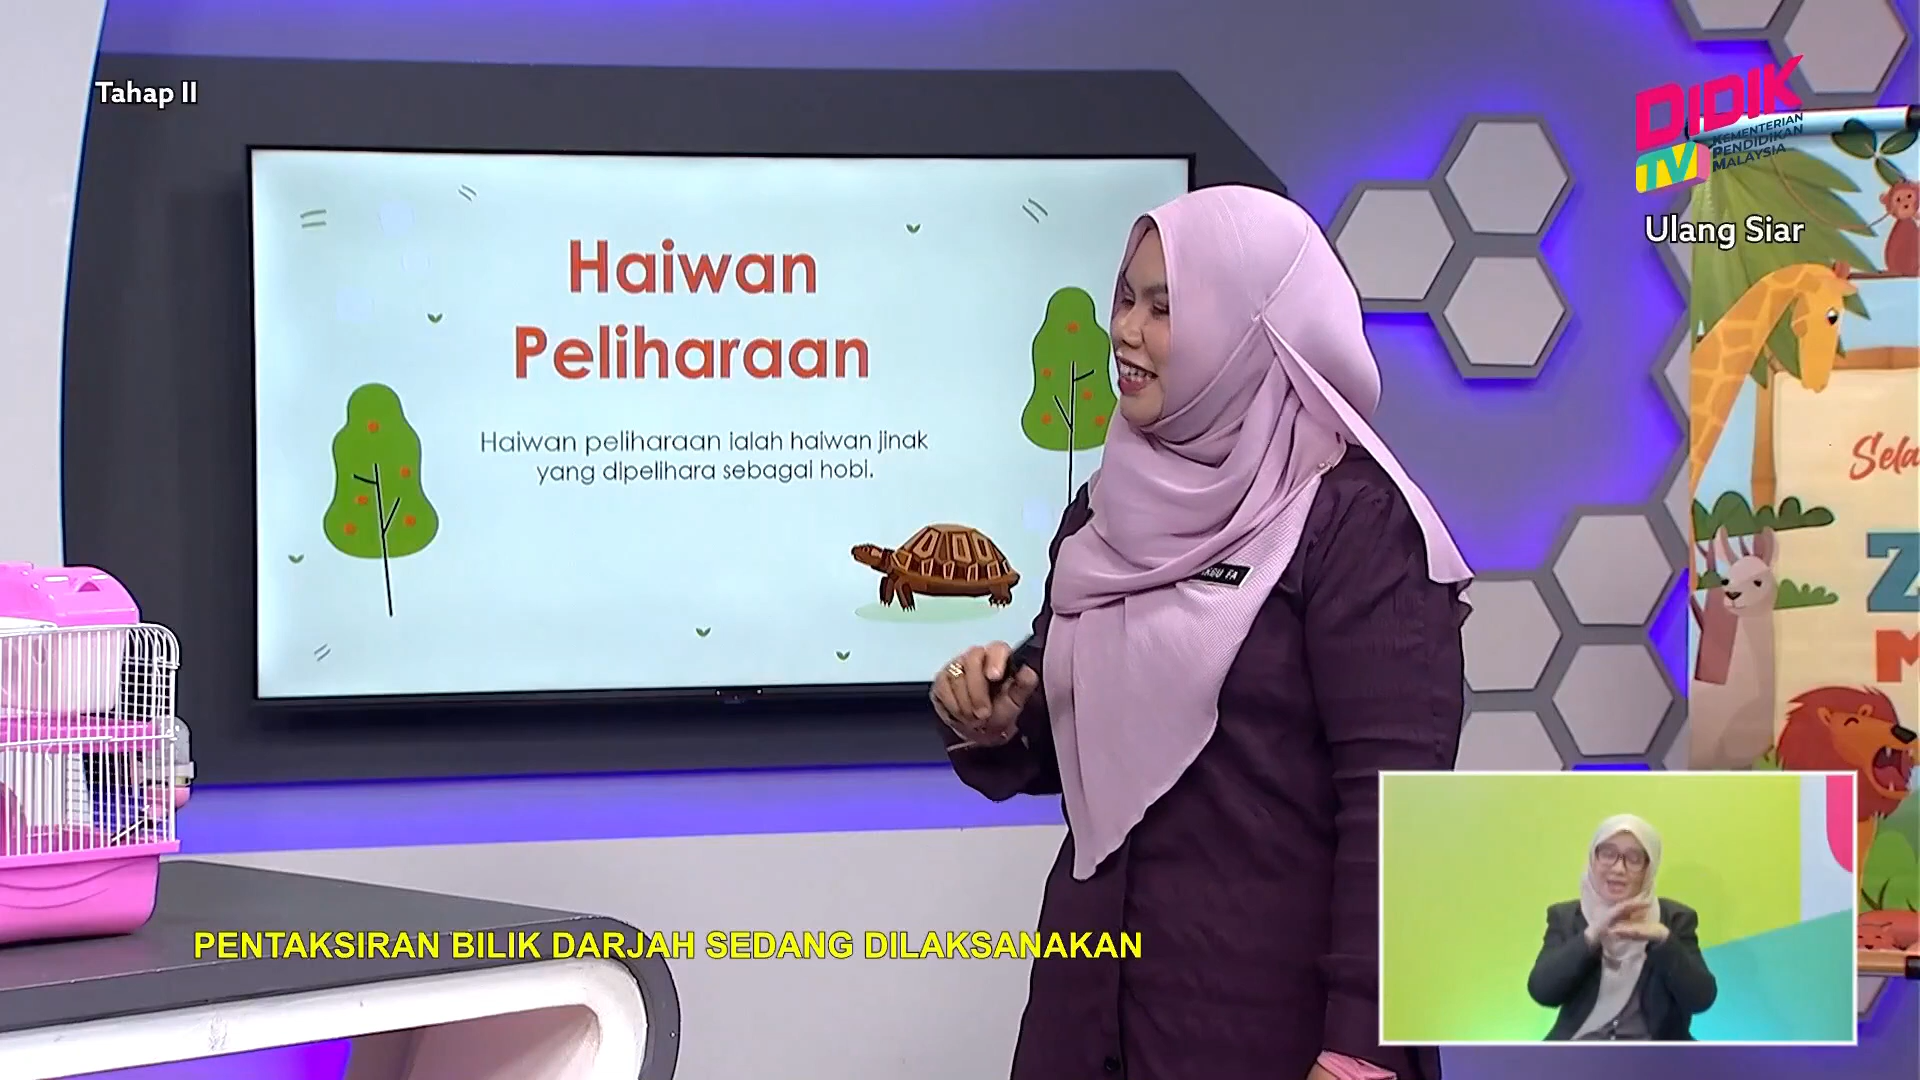 Tahap II
DIDIK
TV
KEMENTERIAN
PENDIDIKAN
MALAYSIA
Ulang Siar
Haiwan
Peliharaan
Haiwan peliharaan ialah haiwan jinak
yang dipelihara sebagai hobi.
PENTAKSIRAN BILIK DARJAH SEDANG DILAKSANAKAN